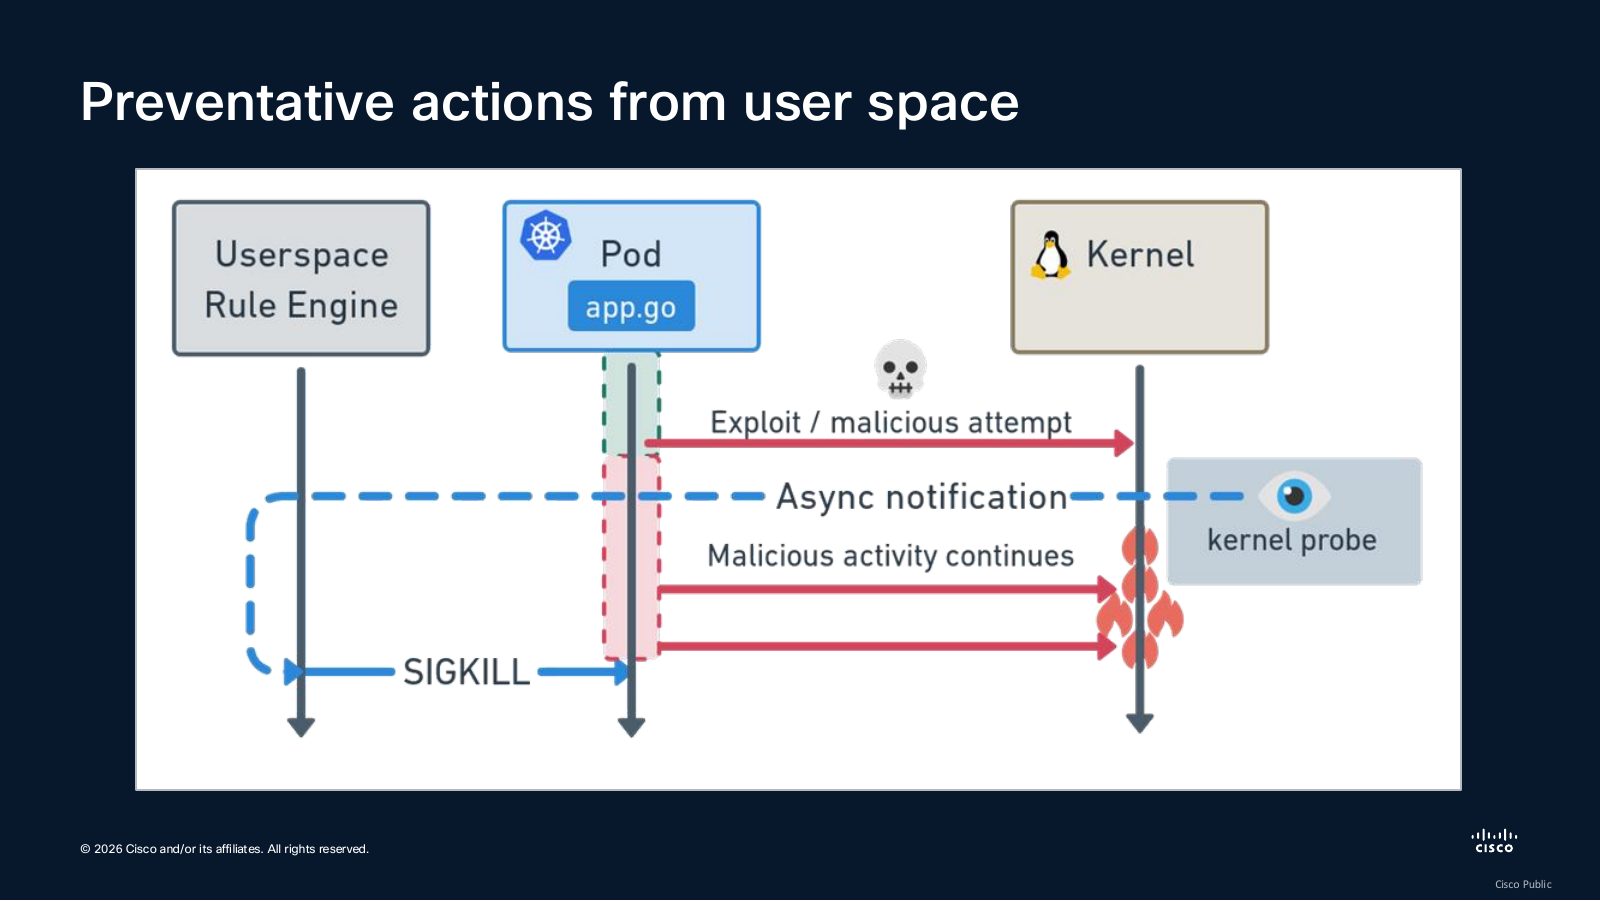 Preventative actions from user space
Userspace
Rule Engine
Pod
app.go
Kernel
Exploit / malicious attempt
Async notification
kernel probe
Malicious activity continues
SIGKILL
© 2026 Cisco and/or its affiliates. All rights reserved.
CISCO
Cisco Public